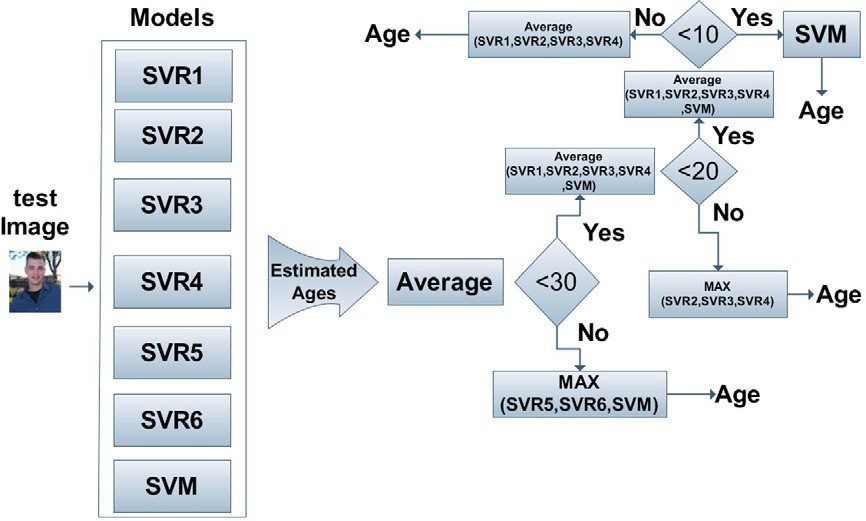 Models
SVR1
SVR2
SVR3
SVR4
SVR5
SVR6
SVM
test
Image
Estimated
Ages
Average
<30
Yes
Average
(SVR1,SVR2,SVR3,SVR4
,SVM)
No
MAX
(SVR5,SVR6,SVM)
Age
<20
Yes
Average
(SVR1,SVR2,SVR3,SVR4
,SVM)
No
MAX
(SVR2,SVR3,SVR4)
Age
<10
Yes
SVM
Age
No
Average
(SVR1,SVR2,SVR3,SVR4)
Age